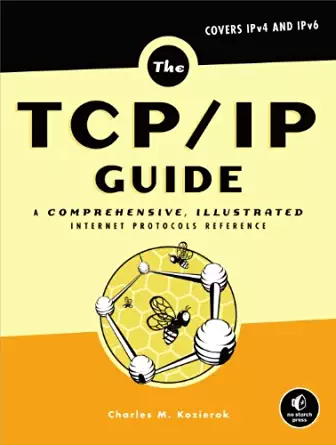 COVERS IPv4 AND IPv6
The
TCP/IP
GUIDE
A COMPREHENSIVE, ILLUSTRATED
INTERNET PROTOCOLS REFERENCE
Charles M. Kozierok
no starch
press